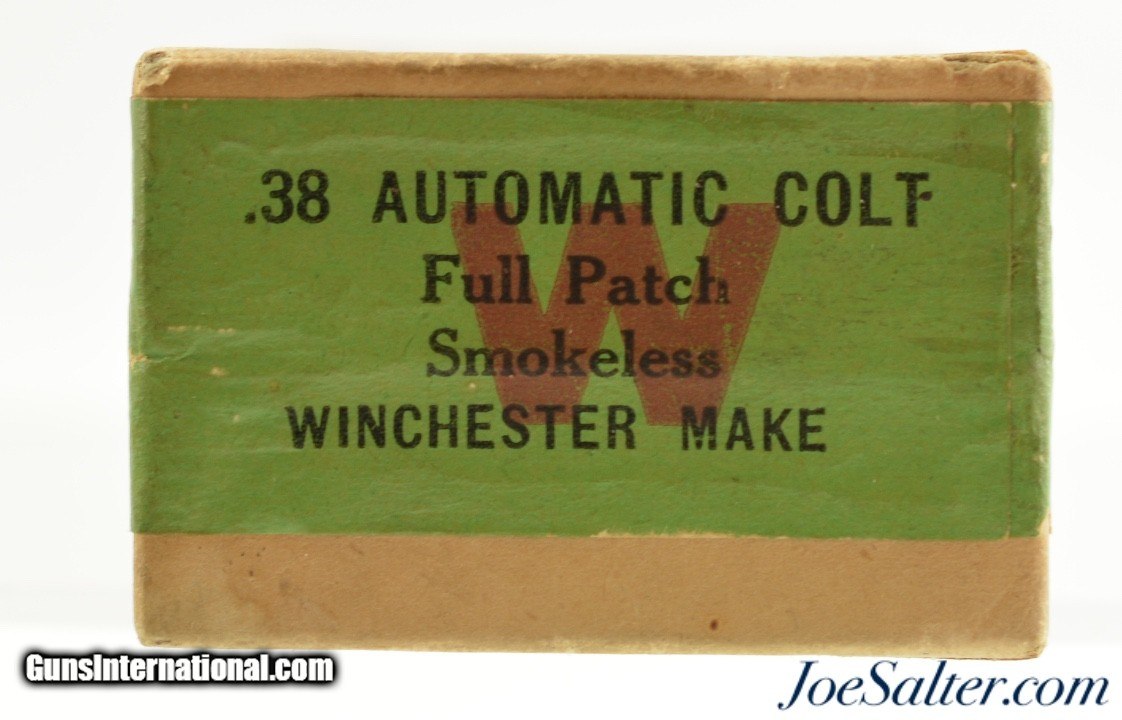 .38 AUTOMATIC COLT
Full Patch
Smokeless
WINCHESTER MAKE
W
GunsInternational.com
JoeSalter.com